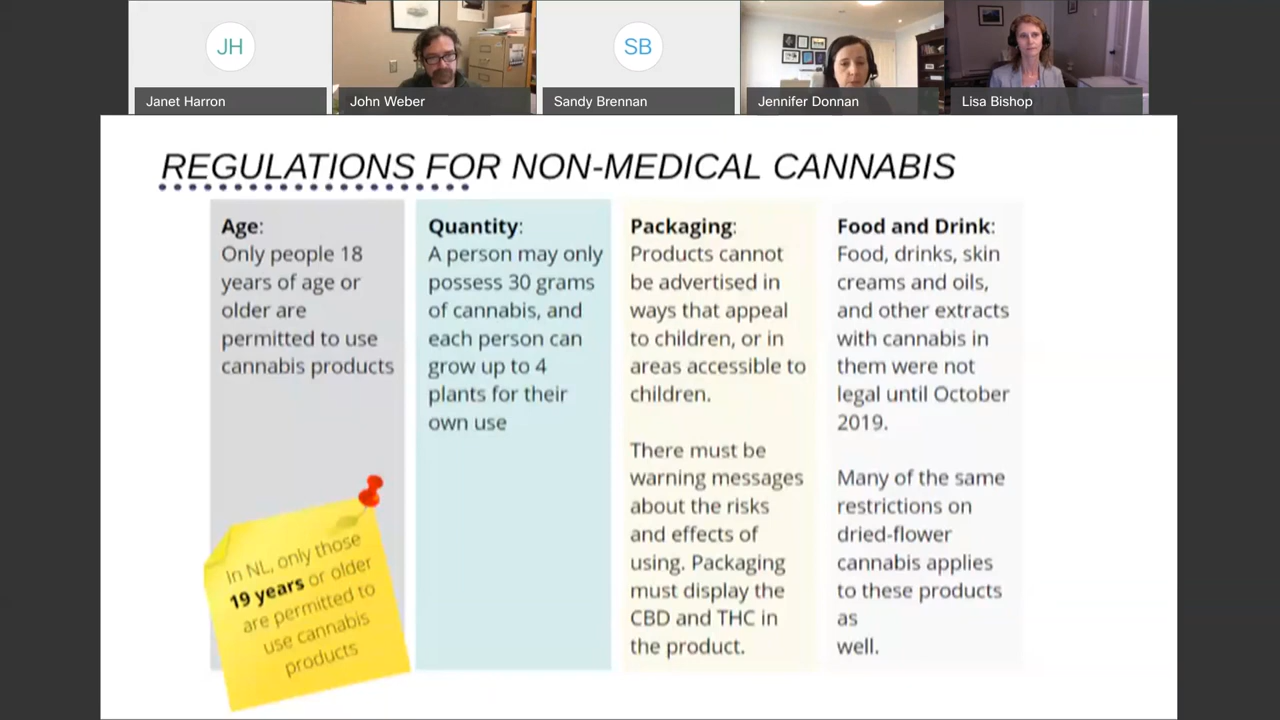 JH
SB
Janet Harron
John Weber
Sandy Brennan
Jennifer Donnan
Lisa Bishop
REGULATIONS FOR NON-MEDICAL CANNABIS
Age:
Only people 18
years of age or
older are
permitted to use
cannabis products
In NL, only those
19 years or older
are permitted to
use cannabis
products
Quantity:
A person may only
possess 30 grams
of cannabis, and
each person can
grow up to 4
plants for their
own use
Packaging:
Products cannot
be advertised in
ways that appeal
to children, or in
areas accessible to
children.
There must be
warning messages
about the risks
and effects of
using. Packaging
must display the
CBD and THC in
the product.
Food and Drink:
Food, drinks, skin
creams and oils,
and other extracts
with cannabis in
them were not
legal until October
2019.
Many of the same
restrictions on
dried-flower
cannabis applies
to these products
as
well.